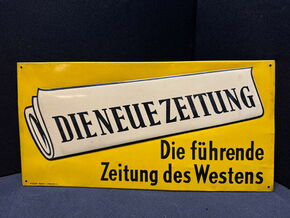 DIE NEUE ZEITUNG
Die führende
Zeitung des Westens